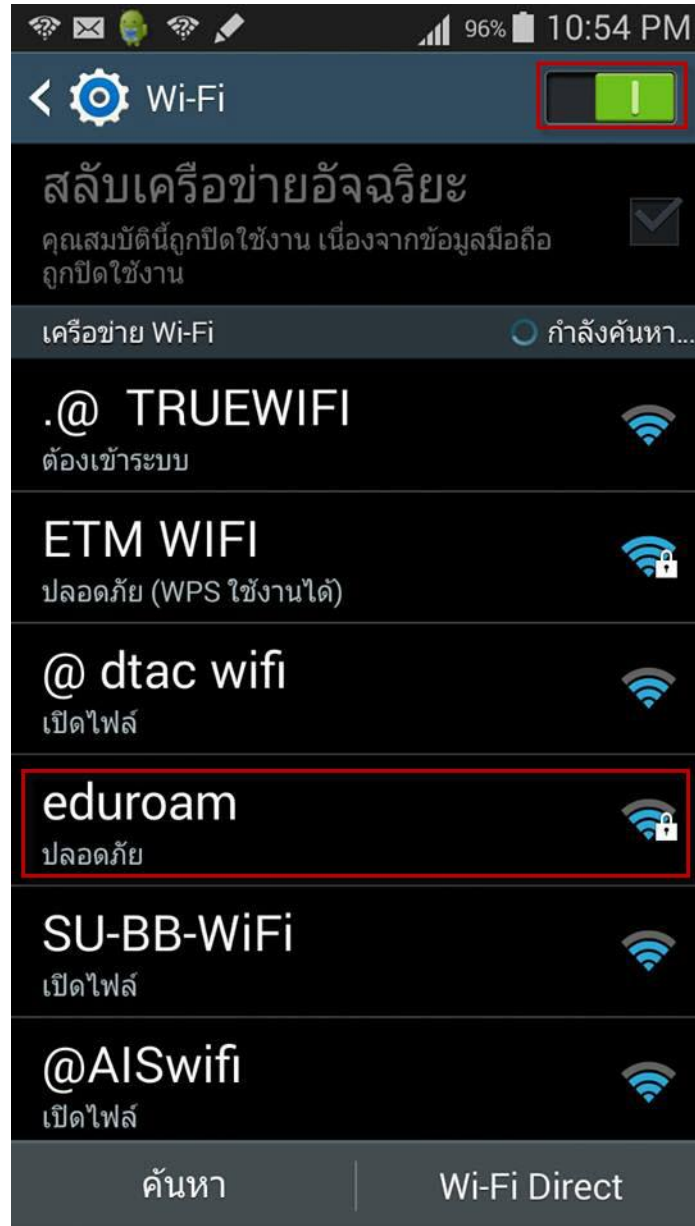 96% 10:54 PM
Wi-Fi
สลับเครือข่ายอัจฉริยะ
คุณสมบัตินี้ถูกปิดใช้งาน เนื่องจากข้อมูลมือถือ
ถูกปิดใช้งาน
เครือข่าย Wi-Fi กำลังค้นหา...
.@ TRUEWIFI
ต้องเข้าระบบ
ETM WIFI
ปลอดภัย (WPS ใช้งานได้)
@ dtac wifi
เปิดไฟล์
eduroam
ปลอดภัย
SU-BB-WiFi
เปิดไฟล์
@AISwifi
เปิดไฟล์
ค้นหา Wi-Fi Direct